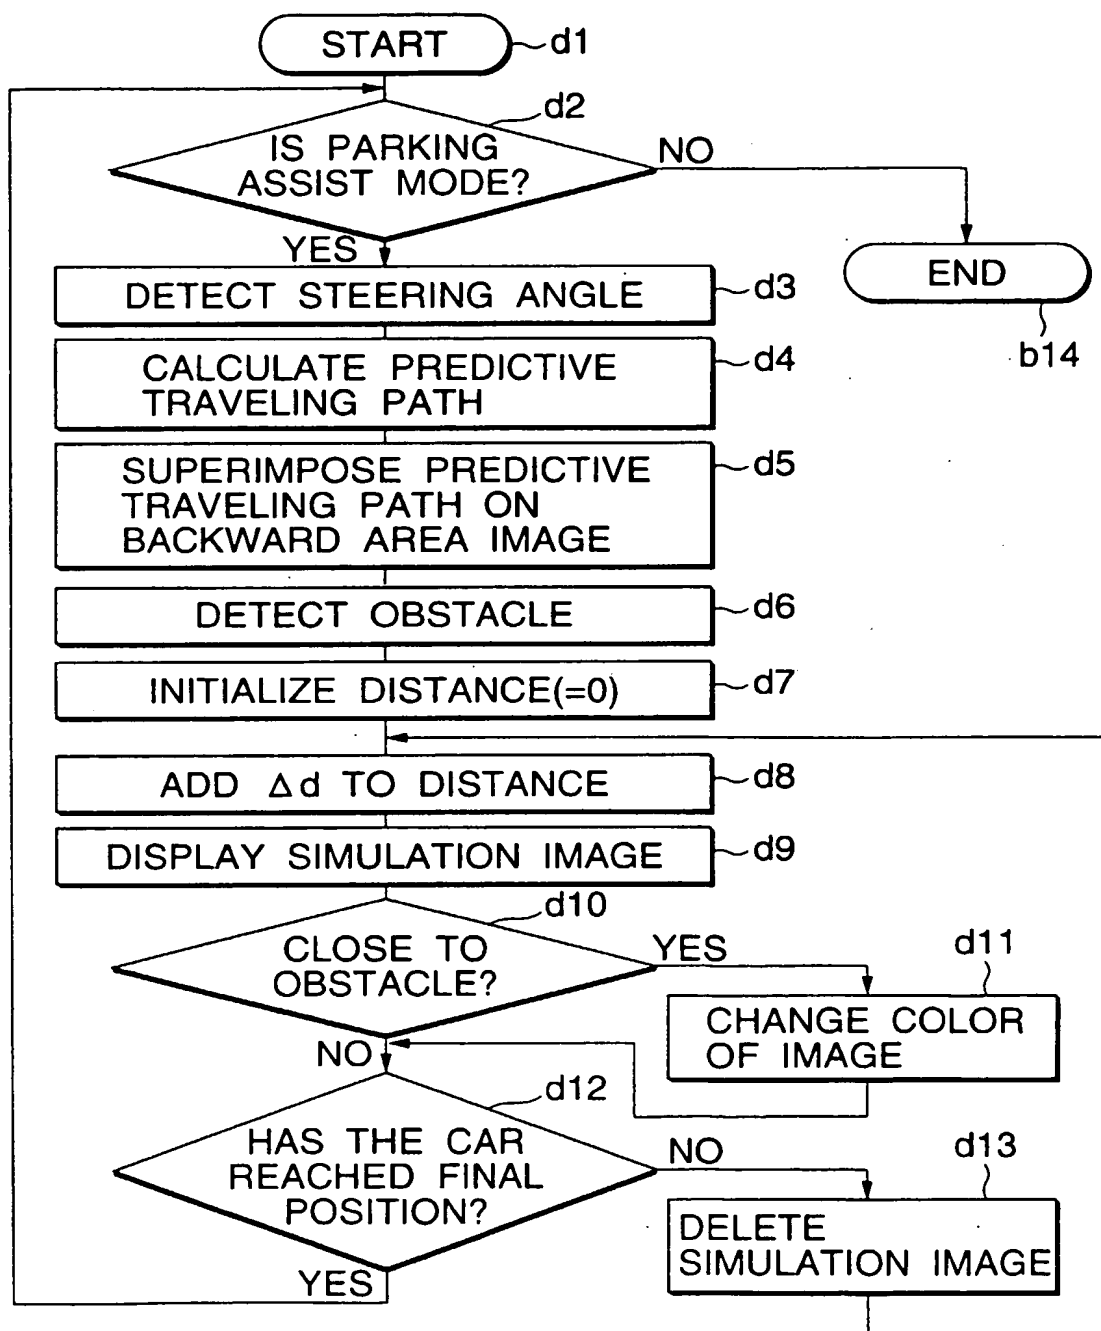 START
d1
d2
IS PARKING
ASSIST MODE?
NO
YES
END
b14
DETECT STEERING ANGLE
d3
CALCULATE PREDICTIVE
TRAVELING PATH
d4
SUPERIMPOSE PREDICTIVE
TRAVELING PATH ON
BACKWARD AREA IMAGE
d5
DETECT OBSTACLE
d6
INITIALIZE DISTANCE(=0)
d7
ADD Δd TO DISTANCE
d8
DISPLAY SIMULATION IMAGE
d9
d10
CLOSE TO
OBSTACLE?
YES
d11
CHANGE COLOR
OF IMAGE
NO
d12
HAS THE CAR
REACHED FINAL
POSITION?
NO
d13
DELETE
SIMULATION IMAGE
YES